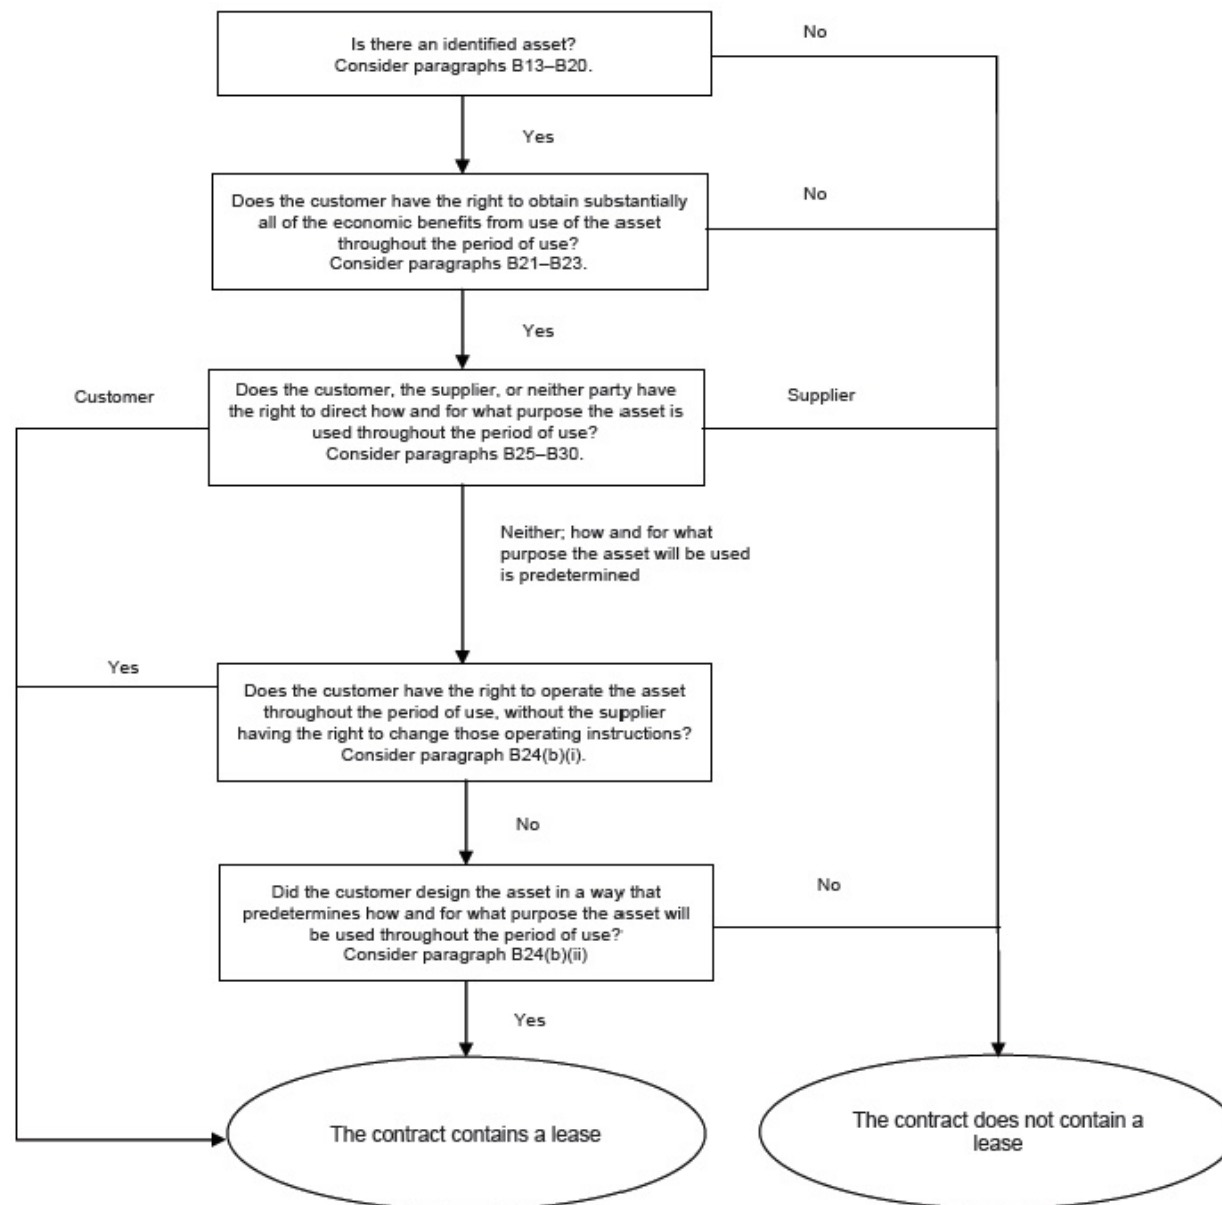 Is there an identified asset?
Consider paragraphs B13–B20.
No
Yes
Does the customer have the right to obtain substantially
all of the economic benefits from use of the asset
throughout the period of use?
Consider paragraphs B21–B23.
No
Yes
Customer
Does the customer, the supplier, or neither party have
the right to direct how and for what purpose the asset is
used throughout the period of use?
Consider paragraphs B25–B30.
Supplier
Neither; how and for what
purpose the asset will be used
is predetermined
Yes
Does the customer have the right to operate the asset
throughout the period of use, without the supplier
having the right to change those operating instructions?
Consider paragraph B24(b)(i).
No
Did the customer design the asset in a way that
predetermines how and for what purpose the asset will
be used throughout the period of use?
Consider paragraph B24(b)(ii)
No
Yes
The contract contains a lease
The contract does not contain a
lease